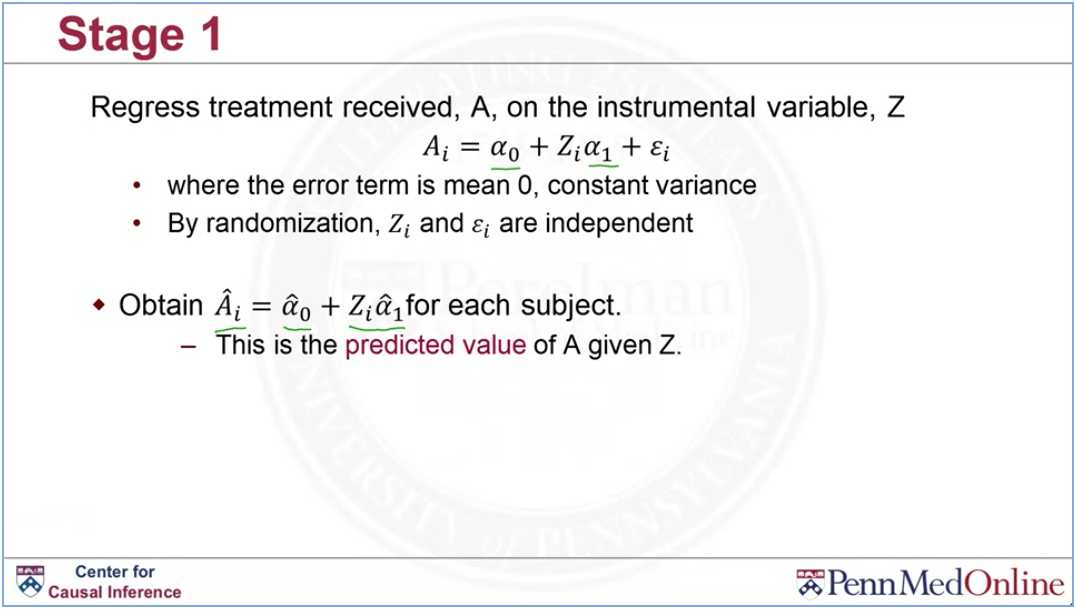 Stage 1
Regress treatment received, A, on the instrumental variable, Z
Aᵢ = α₀ + Zᵢα₁ + εᵢ
• where the error term is mean 0, constant variance
• By randomization, Zᵢ and εᵢ are independent
◆ Obtain Âᵢ = α̂₀ + Zᵢα̂₁for each subject.
– This is the predicted value of A given Z.
Center for
Causal Inference
PennMedOnline